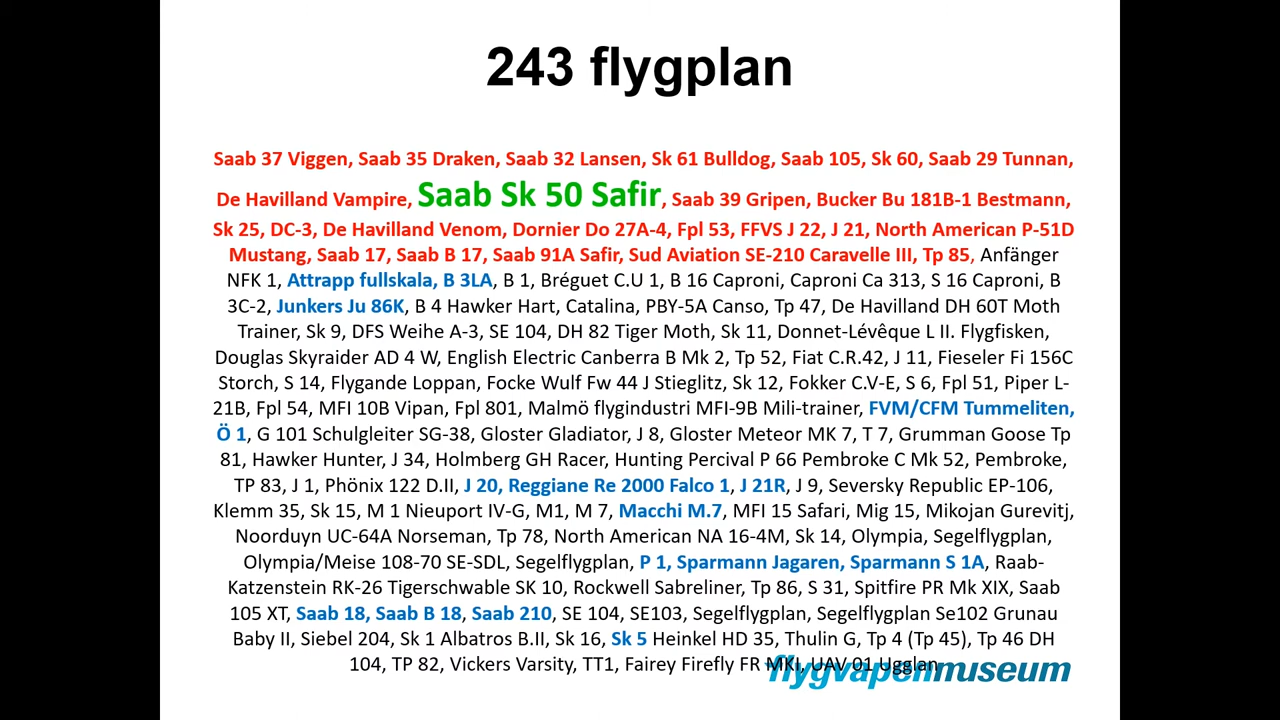 243 flygplan
Saab 37 Viggen, Saab 35 Draken, Saab 32 Lansen, Sk 61 Bulldog, Saab 105, Sk 60, Saab 29 Tunnan,
De Havilland Vampire, Saab Sk 50 Safir, Saab 39 Gripen, Bucker Bu 181B-1 Bestmann,
Sk 25, DC-3, De Havilland Venom, Dornier Do 27A-4, Fpl 53, FFVS J 22, J 21, North American P-51D
Mustang, Saab 17, Saab B 17, Saab 91A Safir, Sud Aviation SE-210 Caravelle III, Tp 85, Anfänger
NFK 1, Attrapp fullskala, B 3LA, B 1, Bréguet C.U 1, B 16 Caproni, Caproni Ca 313, S 16 Caproni, B
3C-2, Junkers Ju 86K, B 4 Hawker Hart, Catalina, PBY-5A Canso, Tp 47, De Havilland DH 60T Moth
Trainer, Sk 9, DFS Weihe A-3, SE 104, DH 82 Tiger Moth, Sk 11, Donnet-Lévêque L II. Flygfisken,
Douglas Skyraider AD 4 W, English Electric Canberra B Mk 2, Tp 52, Fiat C.R.42, J 11, Fieseler Fi 156C
Storch, S 14, Flygande Loppan, Focke Wulf Fw 44 J Stieglitz, Sk 12, Fokker C.V-E, S 6, Fpl 51, Piper L-
21B, Fpl 54, MFI 10B Vipan, Fpl 801, Malmö flygindustri MFI-9B Mili-trainer, FVM/CFM Tummeliten,
Ö 1, G 101 Schulgleiter SG-38, Gloster Gladiator, J 8, Gloster Meteor MK 7, T 7, Grumman Goose Tp
81, Hawker Hunter, J 34, Holmberg GH Racer, Hunting Percival P 66 Pembroke C Mk 52, Pembroke,
TP 83, J 1, Phönix 122 D.II, J 20, Reggiane Re 2000 Falco 1, J 21R, J 9, Seversky Republic EP-106,
Klemm 35, Sk 15, M 1 Nieuport IV-G, M1, M 7, Macchi M.7, MFI 15 Safari, Mig 15, Mikojan Gurevitj,
Noorduyn UC-64A Norseman, Tp 78, North American NA 16-4M, Sk 14, Olympia, Segelflygplan,
Olympia/Meise 108-70 SE-SDL, Segelflygplan, P 1, Sparmann Jagaren, Sparmann S 1A, Raab-
Katzenstein RK-26 Tigerschwable SK 10, Rockwell Sabreliner, Tp 86, S 31, Spitfire PR Mk XIX, Saab
105 XT, Saab 18, Saab B 18, Saab 210, SE 104, SE103, Segelflygplan, Segelflygplan Se102 Grunau
Baby II, Siebel 204, Sk 1 Albatros B.II, Sk 16, Sk 5 Heinkel HD 35, Thulin G, Tp 4 (Tp 45), Tp 46 DH
104, TP 82, Vickers Varsity, TT1, Fairey Firefly FR MKI, UAV 01 Ugglan
flygvapenmuseum